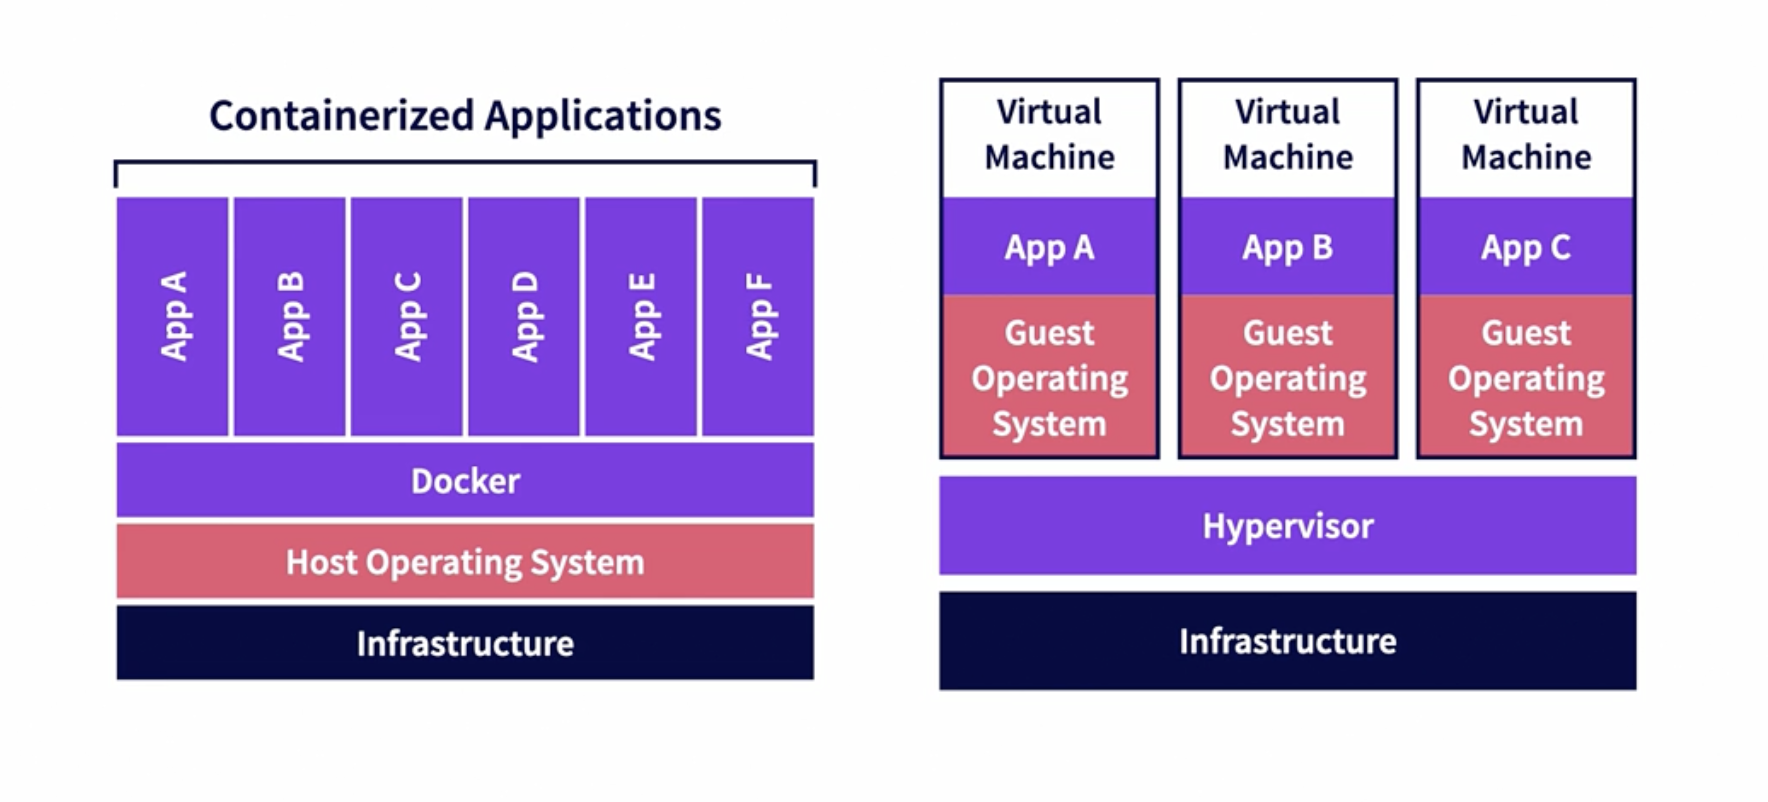 Containerized Applications
App A
App B
App C
App D
App E
App F
Docker
Host Operating System
Infrastructure
Virtual
Machine
App A
Guest
Operating
System
Virtual
Machine
App B
Guest
Operating
System
Virtual
Machine
App C
Guest
Operating
System
Hypervisor
Infrastructure